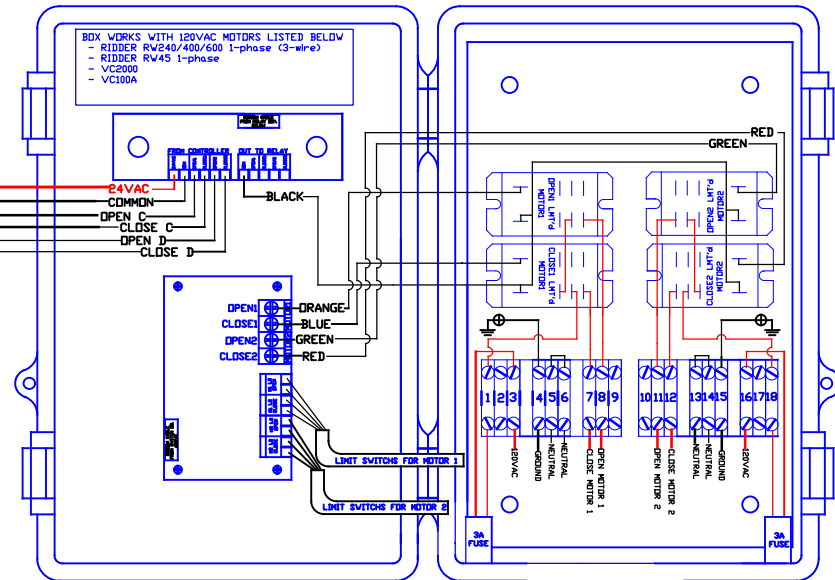 BOX WORKS WITH 120VAC MOTORS LISTED BELOW
- RIDDER RW240/400/600 1-phase (3-wire)
- RIDDER RW45 1-phase
- VC2000
- VC100A
FROM CONTROLLER
OUT TO RELAY
24VAC
COMMON
OPEN C
CLOSE C
OPEN D
CLOSE D
BLACK
RED
GREEN
OPEN1 LMT'd
MOTOR1
OPEN2 LMT'd
MOTOR2
CLOSE1 LMT'd
MOTOR1
CLOSE2 LMT'd
MOTOR2
OPEN1
ORANGE
CLOSE1
BLUE
OPEN2
GREEN
CLOSE2
RED
LIMIT SWITCHS FOR MOTOR 1
LIMIT SWITCHS FOR MOTOR 2
1 2 3 4 5 6 7 8 9
10 11 12 13 14 15 16 17 18
120VAC
GROUND
NEUTRAL
NEUTRAL
CLOSE MOTOR 1
OPEN MOTOR 1
OPEN MOTOR 2
CLOSE MOTOR 2
NEUTRAL
NEUTRAL
GROUND
120VAC
3A
FUSE
3A
FUSE